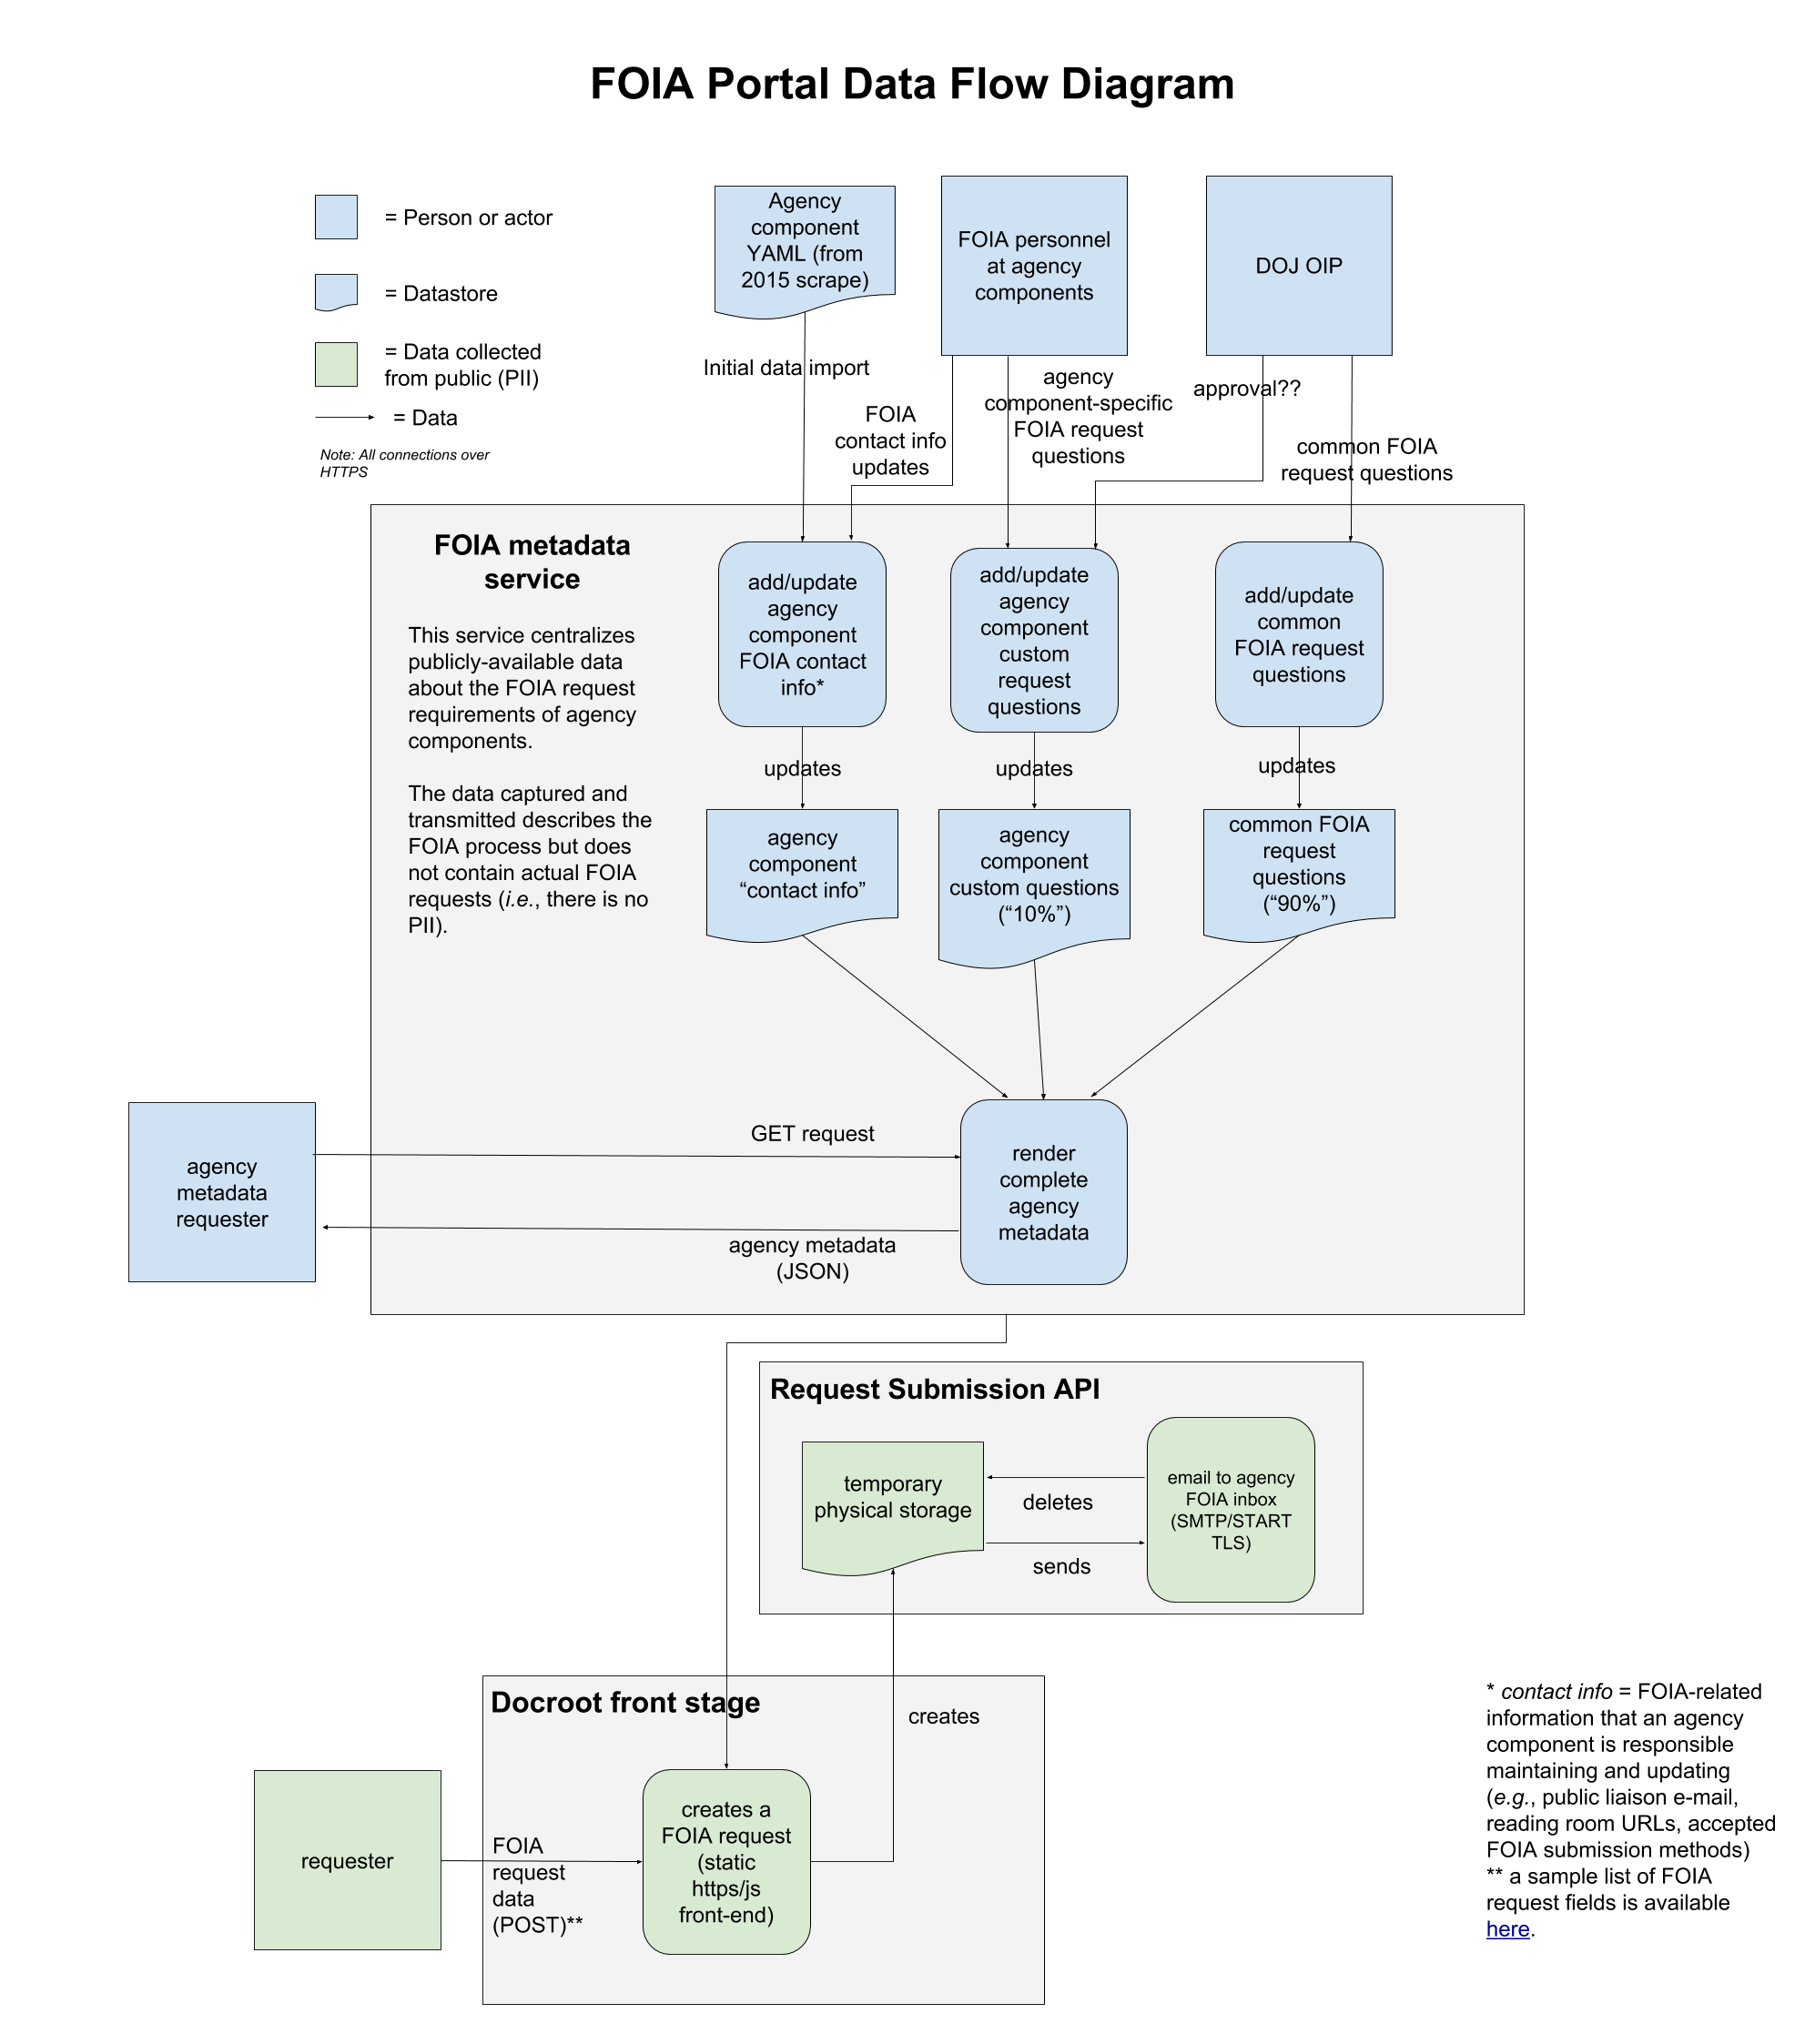 FOIA Portal Data Flow Diagram
= Person or actor
= Datastore
= Data collected
from public (PII)
= Data
Note: All connections over
HTTPS
Agency
component
YAML (from
2015 scrape)
FOIA personnel
at agency
components
DOJ OIP
Initial data import
FOIA
contact info
updates
agency
component-specific
FOIA request
questions
approval??
common FOIA
request questions
FOIA metadata
service
This service centralizes
publicly-available data
about the FOIA request
requirements of agency
components.
The data captured and
transmitted describes the
FOIA process but does
not contain actual FOIA
requests (i.e., there is no
PII).
add/update
agency
component
FOIA contact
info*
add/update
agency
component
custom
request
questions
add/update
common
FOIA request
questions
updates
updates
updates
agency
component
“contact info”
agency
component
custom questions
(“10%”)
common FOIA
request
questions
(“90%”)
agency
metadata
requester
GET request
agency metadata
(JSON)
render
complete
agency
metadata
Request Submission API
temporary
physical storage
deletes
sends
email to agency
FOIA inbox
(SMTP/START
TLS)
Docroot front stage
creates
requester
FOIA
request
data
(POST)**
creates a
FOIA request
(static
https/js
front-end)
* contact info = FOIA-related
information that an agency
component is responsible
maintaining and updating
(e.g., public liaison e-mail,
reading room URLs, accepted
FOIA submission methods)
** a sample list of FOIA
request fields is available
here.